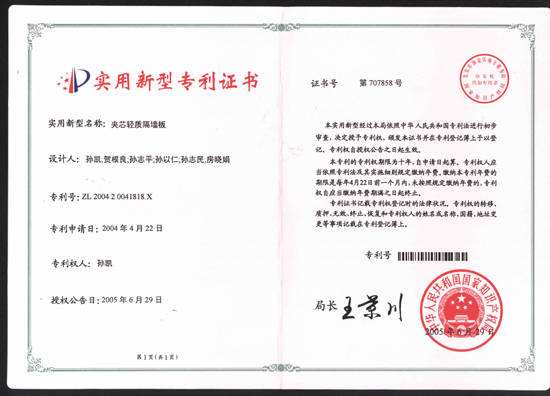 实用新型专利证书
实用新型名称：夹芯轻质隔墙板
设计人：孙凯,贺根良,孙志平,孙以仁,孙志民,房晓娟
专利号：ZL 2004 2 0041818.X
专利申请日：2004年4月22日
专利权人：孙凯
授权公告日：2005年6月29日
第1页(共1页)
证书号 第707858号
本实用新型经过本局依照中华人民共和国专利法进行初步
审查，决定授予专利权，颁发本证书并在专利登记簿上予以登
记。专利权自授权公告之日起生效。
本专利的专利权期限为十年，自申请日起算。专利权人应
当依照专利法及其实施细则规定缴纳年费。缴纳本专利年费的
期限是每年4月22日前一个月内。未按照规定缴纳年费的，专利
权自应当缴纳年费期满之日起终止。
专利证书记载专利权登记时的法律状况。专利权的转移、
质押、无效、终止、恢复和专利权人的姓名或名称、国籍、地址变
更等事项记载在专利登记簿上。
专利号
局长 王景川
中华人民共和国国家知识产权局
2005年6月29日